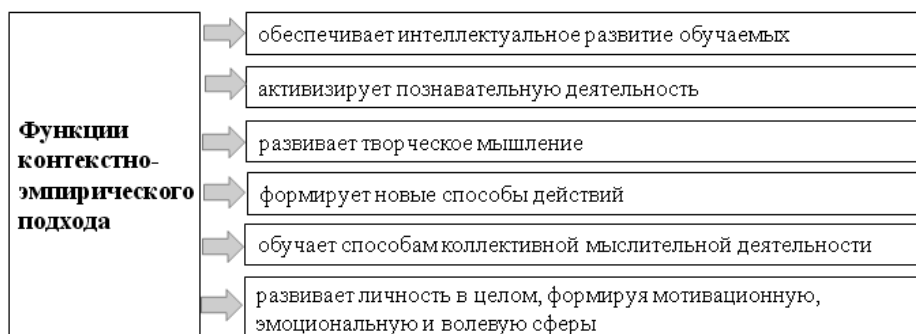 Функции
контекстно-
эмпирического
подхода
обеспечивает интеллектуальное развитие обучаемых
активизирует познавательную деятельность
развивает творческое мышление
формирует новые способы действий
обучает способам коллективной мыслительной деятельности
развивает личность в целом, формируя мотивационную,
эмоциональную и волевую сферы